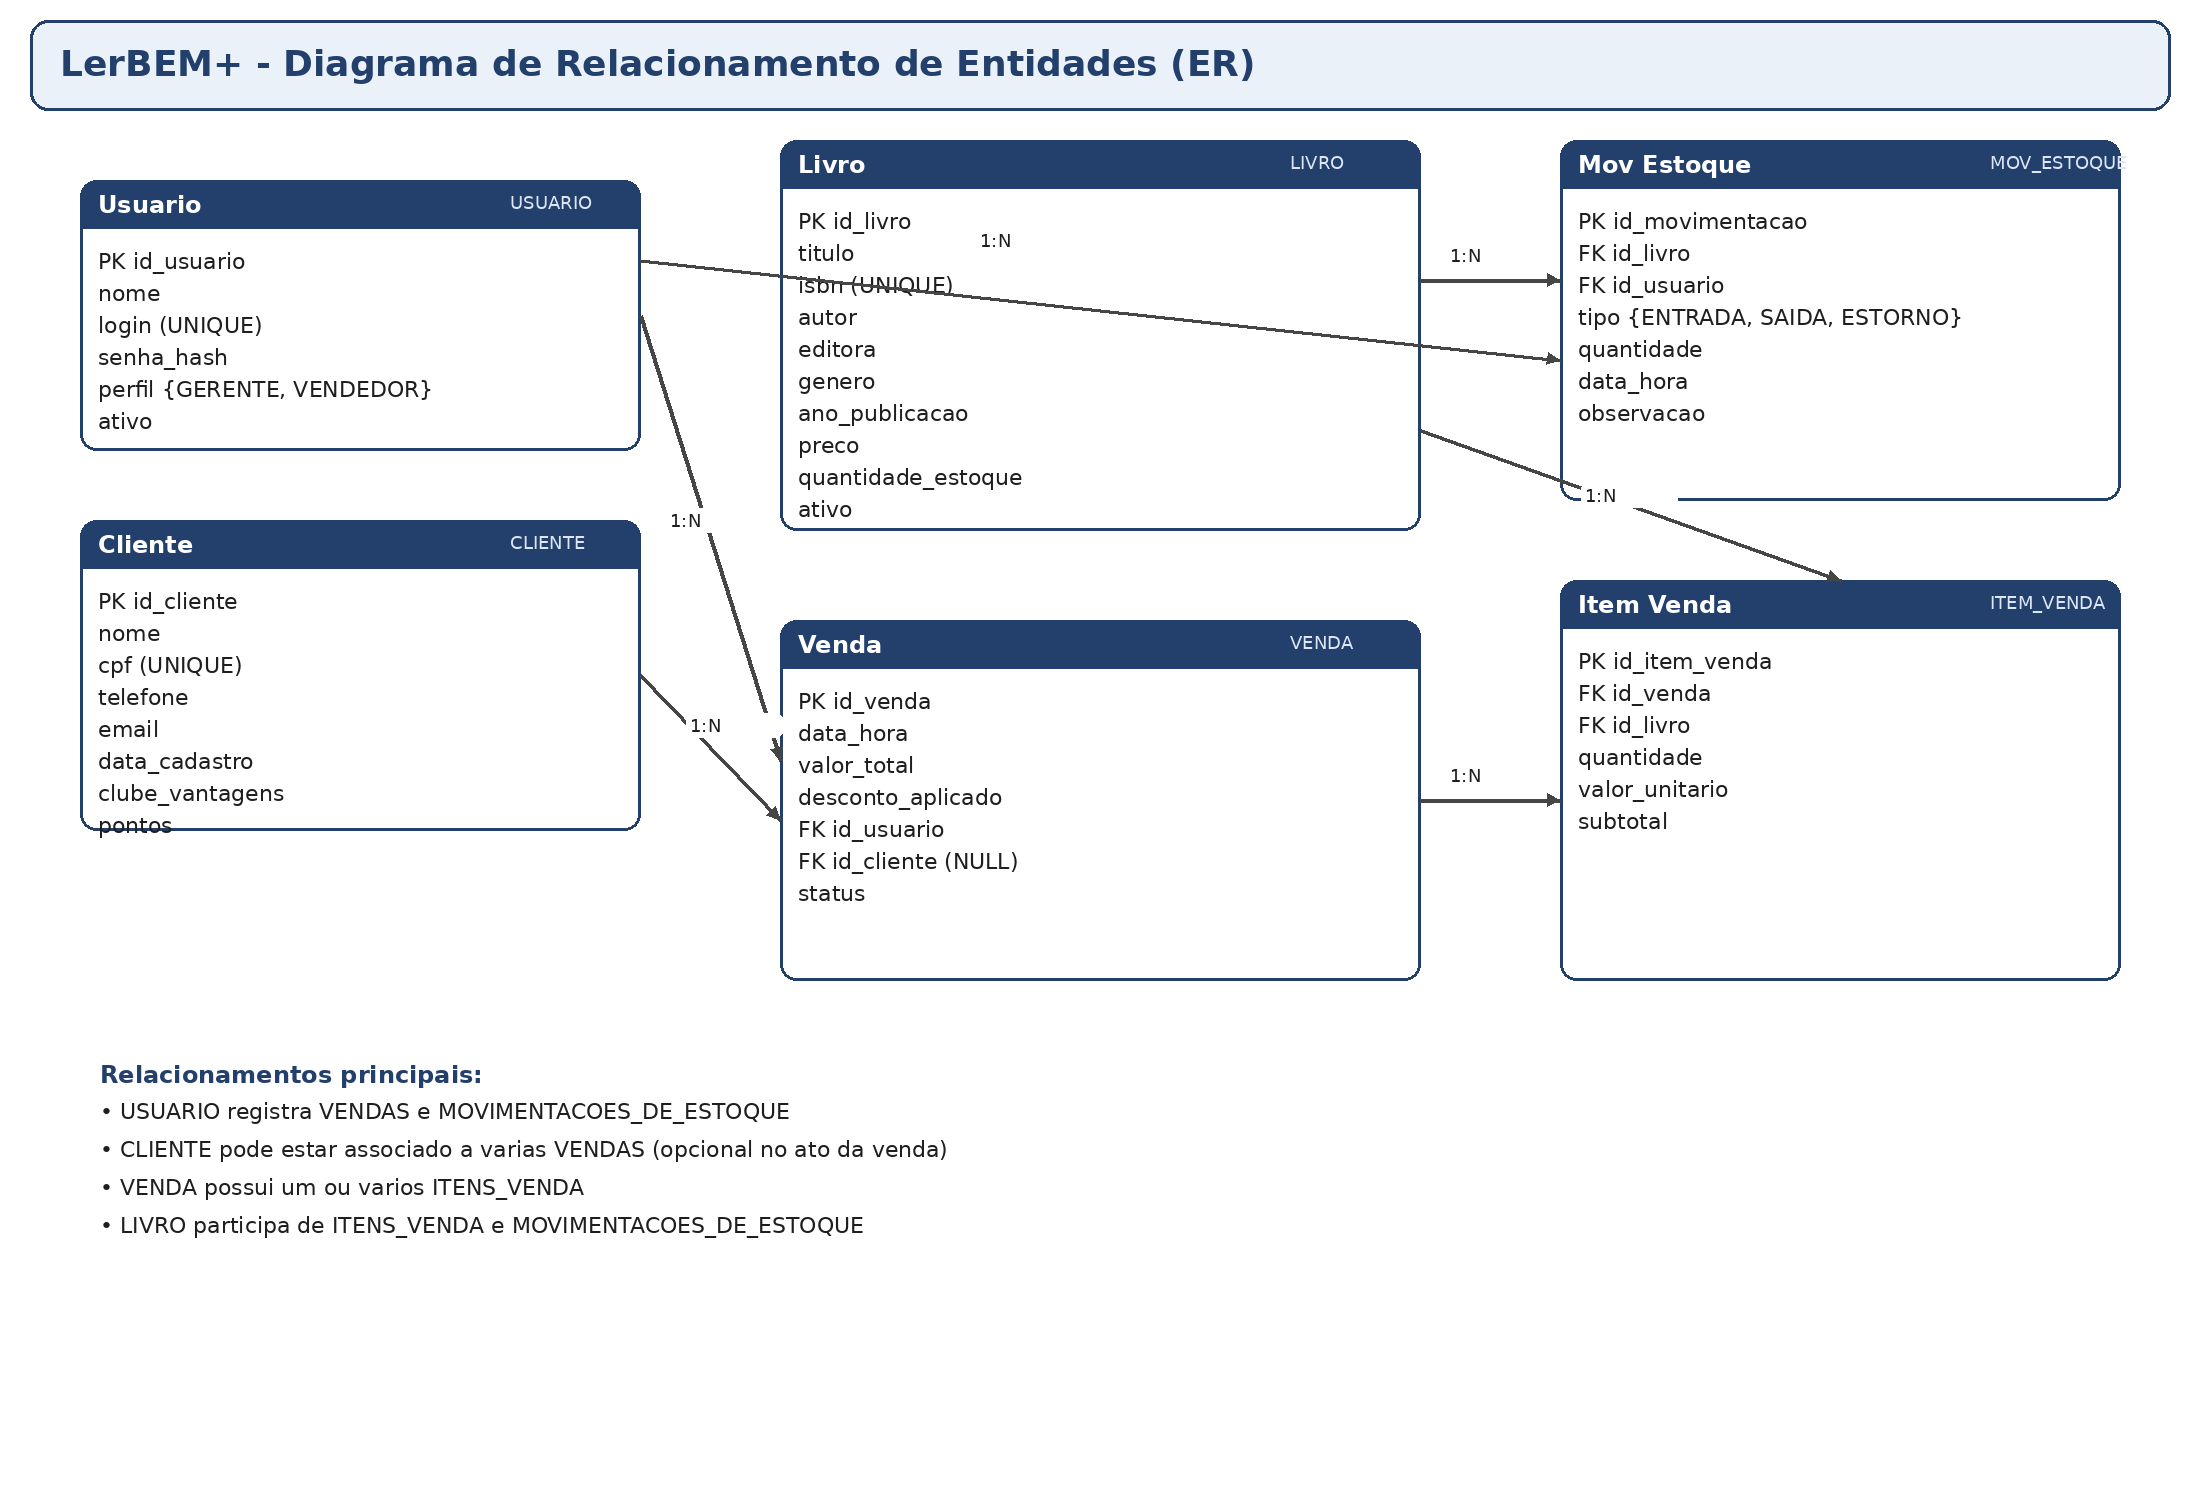 LerBEM+ - Diagrama de Relacionamento de Entidades (ER)
Usuario USUARIO
PK id_usuario
nome
login (UNIQUE)
senha_hash
perfil {GERENTE, VENDEDOR}
ativo
Cliente CLIENTE
PK id_cliente
nome
cpf (UNIQUE)
telefone
email
data_cadastro
clube_vantagens
pontos
1:N
1:N
Livro LIVRO
PK id_livro
titulo
1:N
isbn (UNIQUE)
autor
editora
genero
ano_publicacao
preco
quantidade_estoque
ativo
Venda VENDA
PK id_venda
data_hora
valor_total
desconto_aplicado
FK id_usuario
FK id_cliente (NULL)
status
1:N
1:N
Mov Estoque MOV_ESTOQUE
PK id_movimentacao
FK id_livro
FK id_usuario
tipo {ENTRADA, SAIDA, ESTORNO}
quantidade
data_hora
observacao
1:N
Item Venda ITEM_VENDA
PK id_item_venda
FK id_venda
FK id_livro
quantidade
valor_unitario
subtotal
Relacionamentos principais:
• USUARIO registra VENDAS e MOVIMENTACOES_DE_ESTOQUE
• CLIENTE pode estar associado a varias VENDAS (opcional no ato da venda)
• VENDA possui um ou varios ITENS_VENDA
• LIVRO participa de ITENS_VENDA e MOVIMENTACOES_DE_ESTOQUE